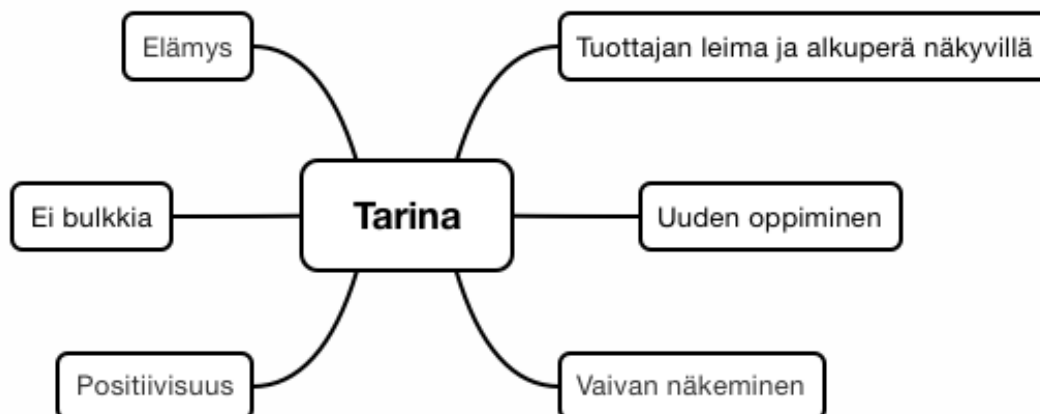 Elämys
Tuottajan leima ja alkuperä näkyvillä
Ei bulkkia
Tarina
Uuden oppiminen
Positiivisuus
Vaivan näkeminen